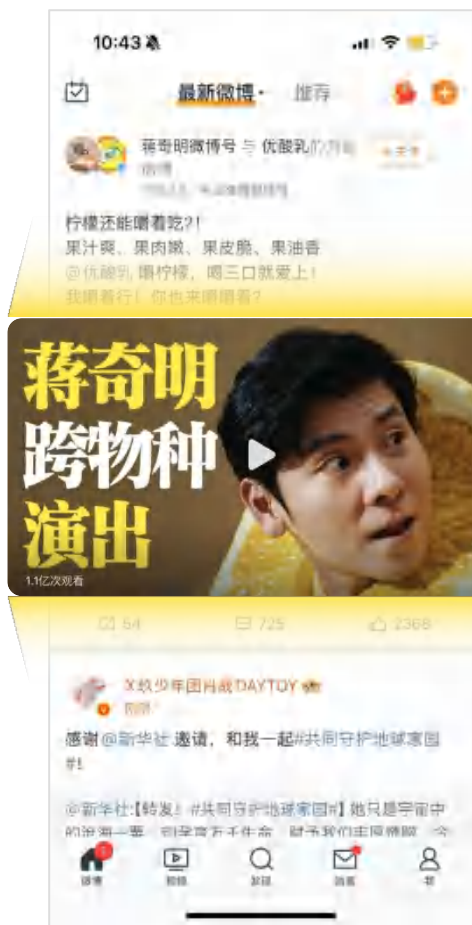 10:43
最新微博
推荐
蒋奇明微博号 与 优酸乳
柠檬还能嚼着吃?!
果汁爽、果肉嫩、果皮脆、果油香
@优酸乳 嚼柠檬，喝三口就爱上！
我嚼着行！你也来嚼嚼看？
蒋奇明
跨物种
演出
1.1亿次观看
54
725
2368
X玖少年团肖战DAYTOY
感谢@新华社 邀请，和我一起#共同守护地球家园
#!
@新华社:【转发！#共同守护地球家园#】她只是宇宙中
微博
视频
发现
消息
我